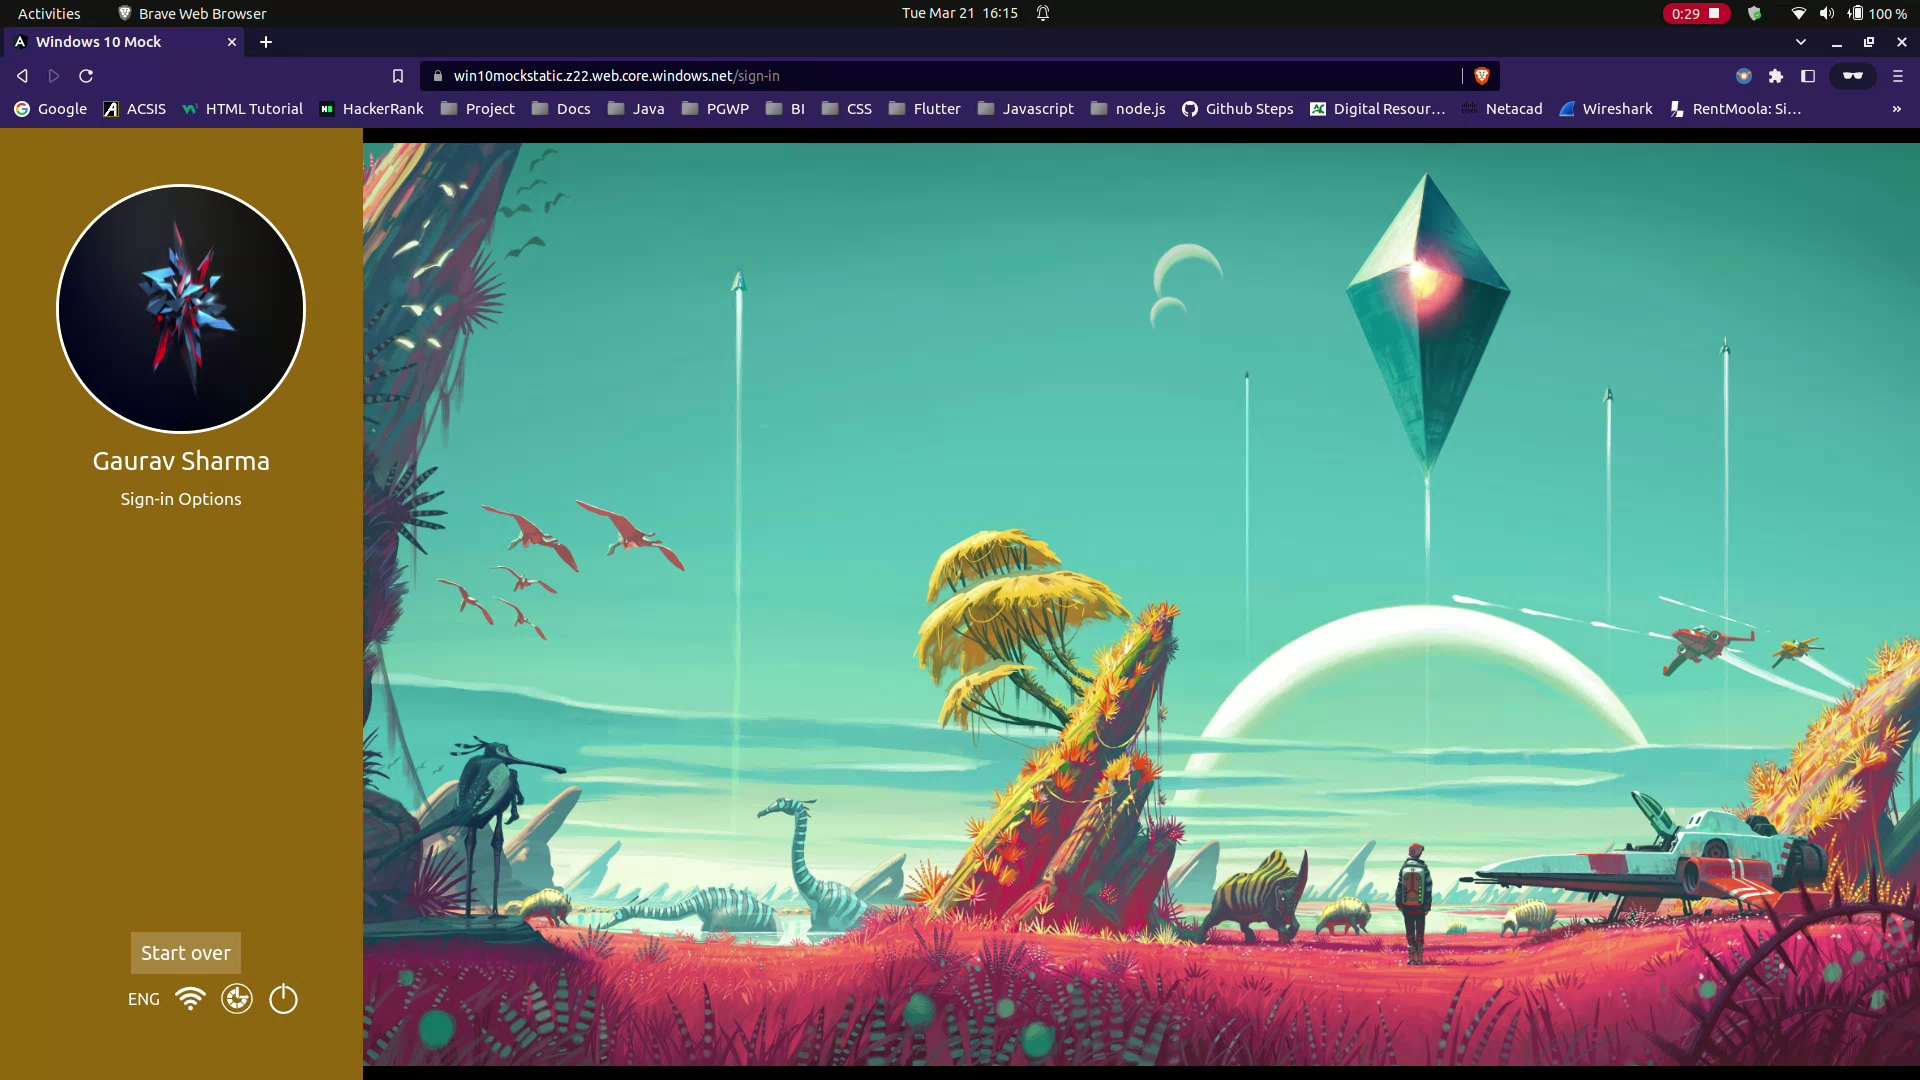 Activities
Brave Web Browser
Tue Mar 21 16:15
0:29
100 %
Windows 10 Mock
win10mockstatic.z22.web.core.windows.net/sign-in
Google
ACSIS
HTML Tutorial
HackerRank
Project
Docs
Java
PGWP
BI
CSS
Flutter
Javascript
node.js
Github Steps
Digital Resour…
Netacad
Wireshark
RentMoola: Si…
»
Gaurav Sharma
Sign-in Options
Start over
ENG